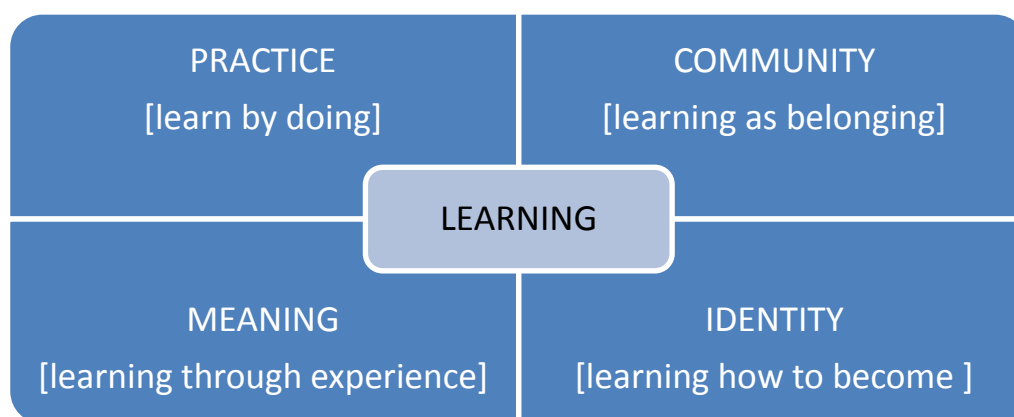 PRACTICE
[learn by doing]
COMMUNITY
[learning as belonging]
LEARNING
MEANING
[learning through experience]
IDENTITY
[learning how to become ]